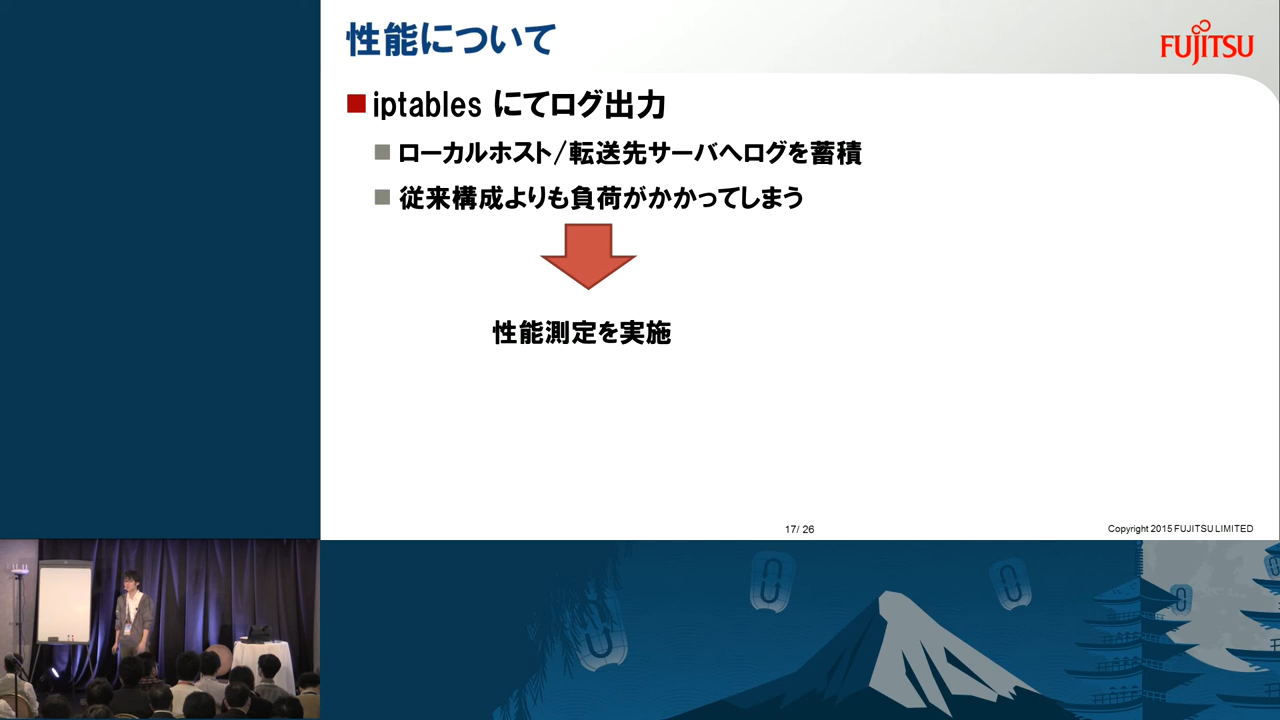 性能について
FUJITSU
iptables にてログ出力
ローカルホスト/転送先サーバへログを蓄積
従来構成よりも負荷がかかってしまう
性能測定を実施
17/ 26
Copyright 2015 FUJITSU LIMITED